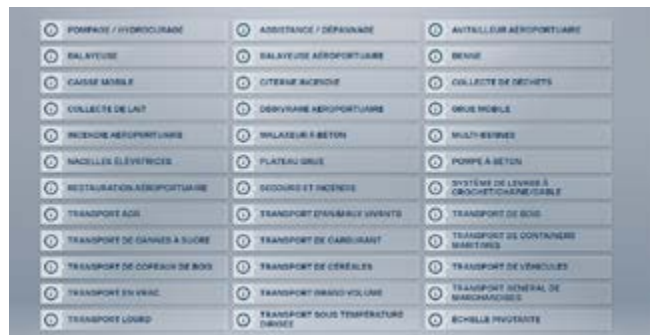 POMPAGE / HYDROCURAGE
ASSISTANCE / DÉPANNAGE
AVITAILLEUR AÉROPORTUAIRE
BALAYEUSE
BALAYEUSE AÉROPORTUAIRE
BENNE
CAISSE MOBILE
CITERNE INCENDIE
COLLECTE DE DÉCHETS
COLLECTE DE LAIT
DÉGIVRAGE AÉROPORTUAIRE
GRUE MOBILE
INCENDIE AÉROPORTUAIRE
MALAXEUR À BÉTON
MULTI-BENNES
NACELLES ÉLÉVATRICES
PLATEAU GRUE
POMPE À BÉTON
RESTAURATION AÉROPORTUAIRE
SECOURS ET INCENDIE
SYSTÈME DE LEVAGE À
CROCHET/CHAÎNE/CABLE
TRANSPORT ADR
TRANSPORT D'ANIMAUX VIVANTS
TRANSPORT DE BOIS
TRANSPORT DE CANNES À SUCRE
TRANSPORT DE CARBURANT
TRANSPORT DE CONTAINERS
MARITIMES
TRANSPORT DE COPEAUX DE BOIS
TRANSPORT DE CÉRÉALES
TRANSPORT DE VÉHICULES
TRANSPORT EN VRAC
TRANSPORT GRAND VOLUME
TRANSPORT GÉNÉRAL DE
MARCHANDISES
TRANSPORT LOURD
TRANSPORT SOUS TEMPÉRATURE
DIRIGÉE
ECHELLE PIVOTANTE